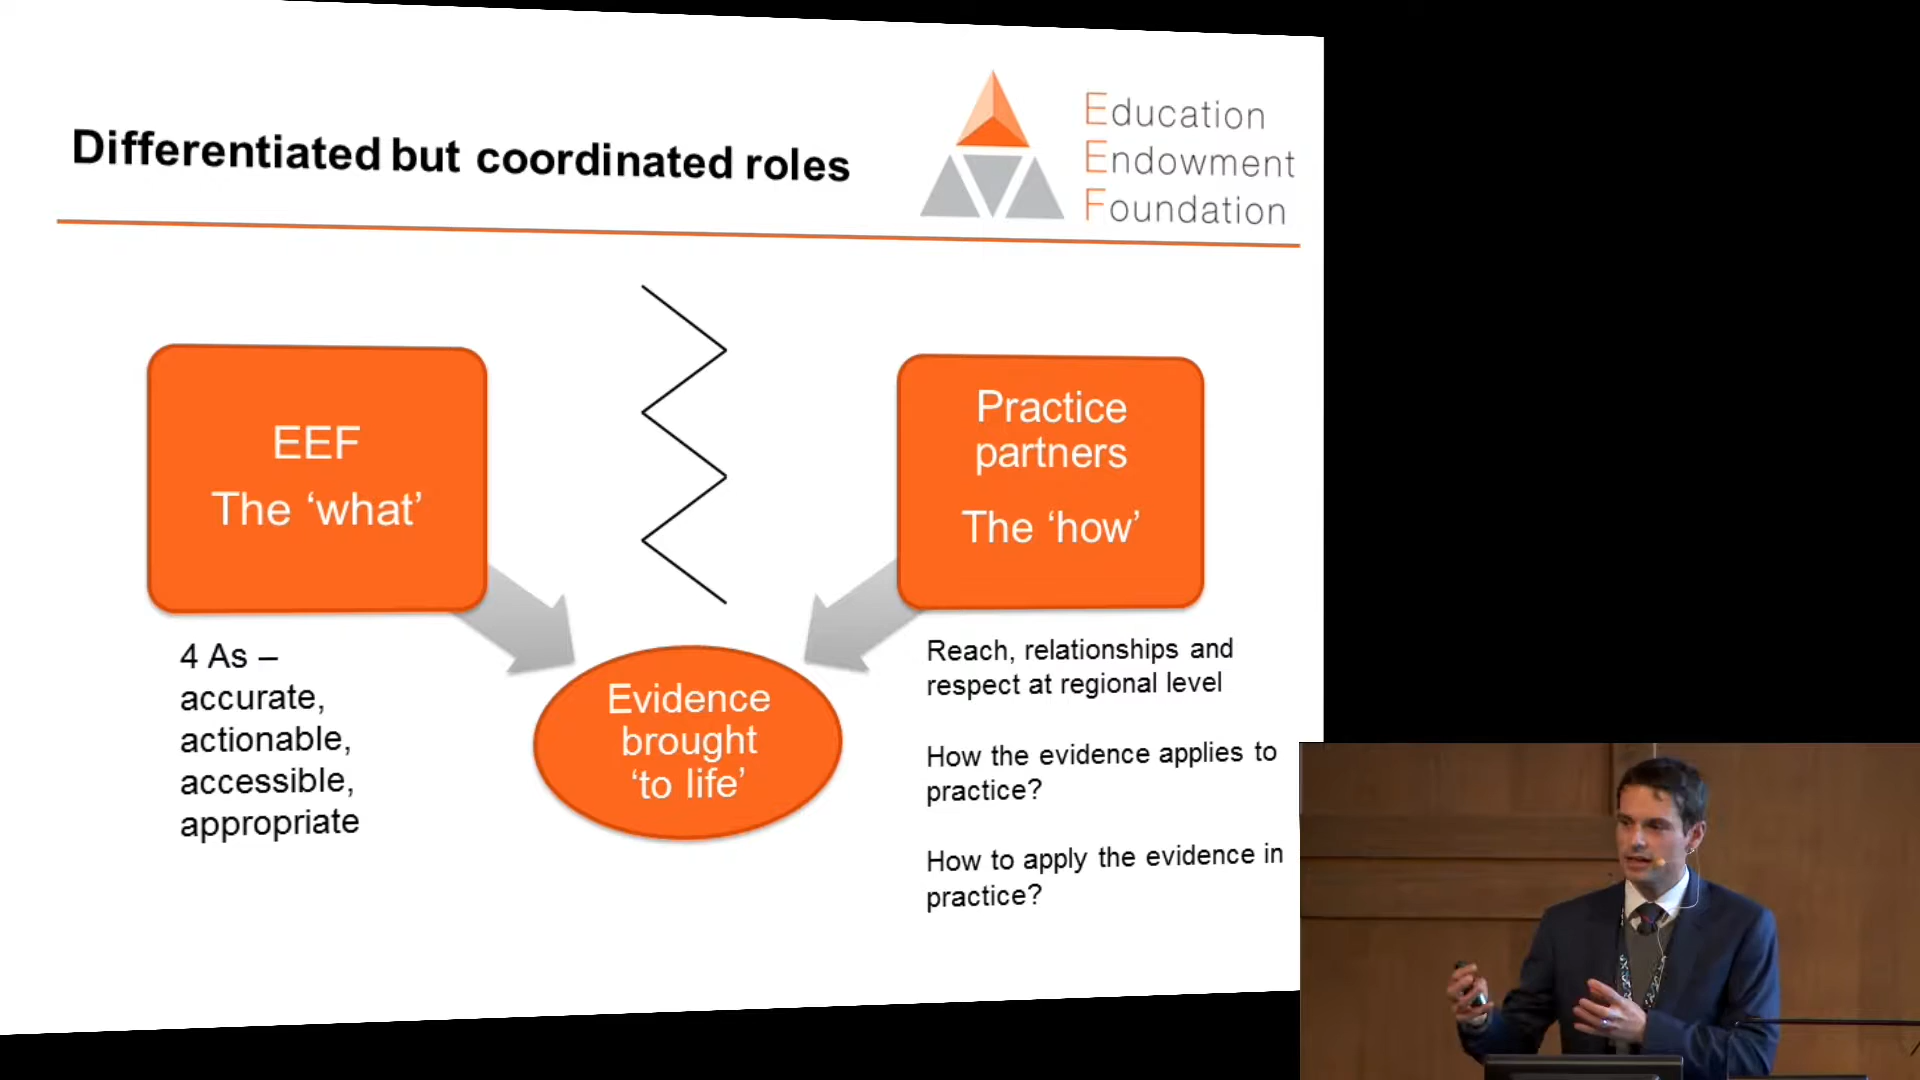 Differentiated but coordinated roles
Education
Endowment
Foundation
EEF
The ‘what’
Practice
partners
The ‘how’
4 As –
accurate,
actionable,
accessible,
appropriate
Evidence
brought
‘to life’
Reach, relationships and
respect at regional level
How the evidence applies to
practice?
How to apply the evidence in
practice?